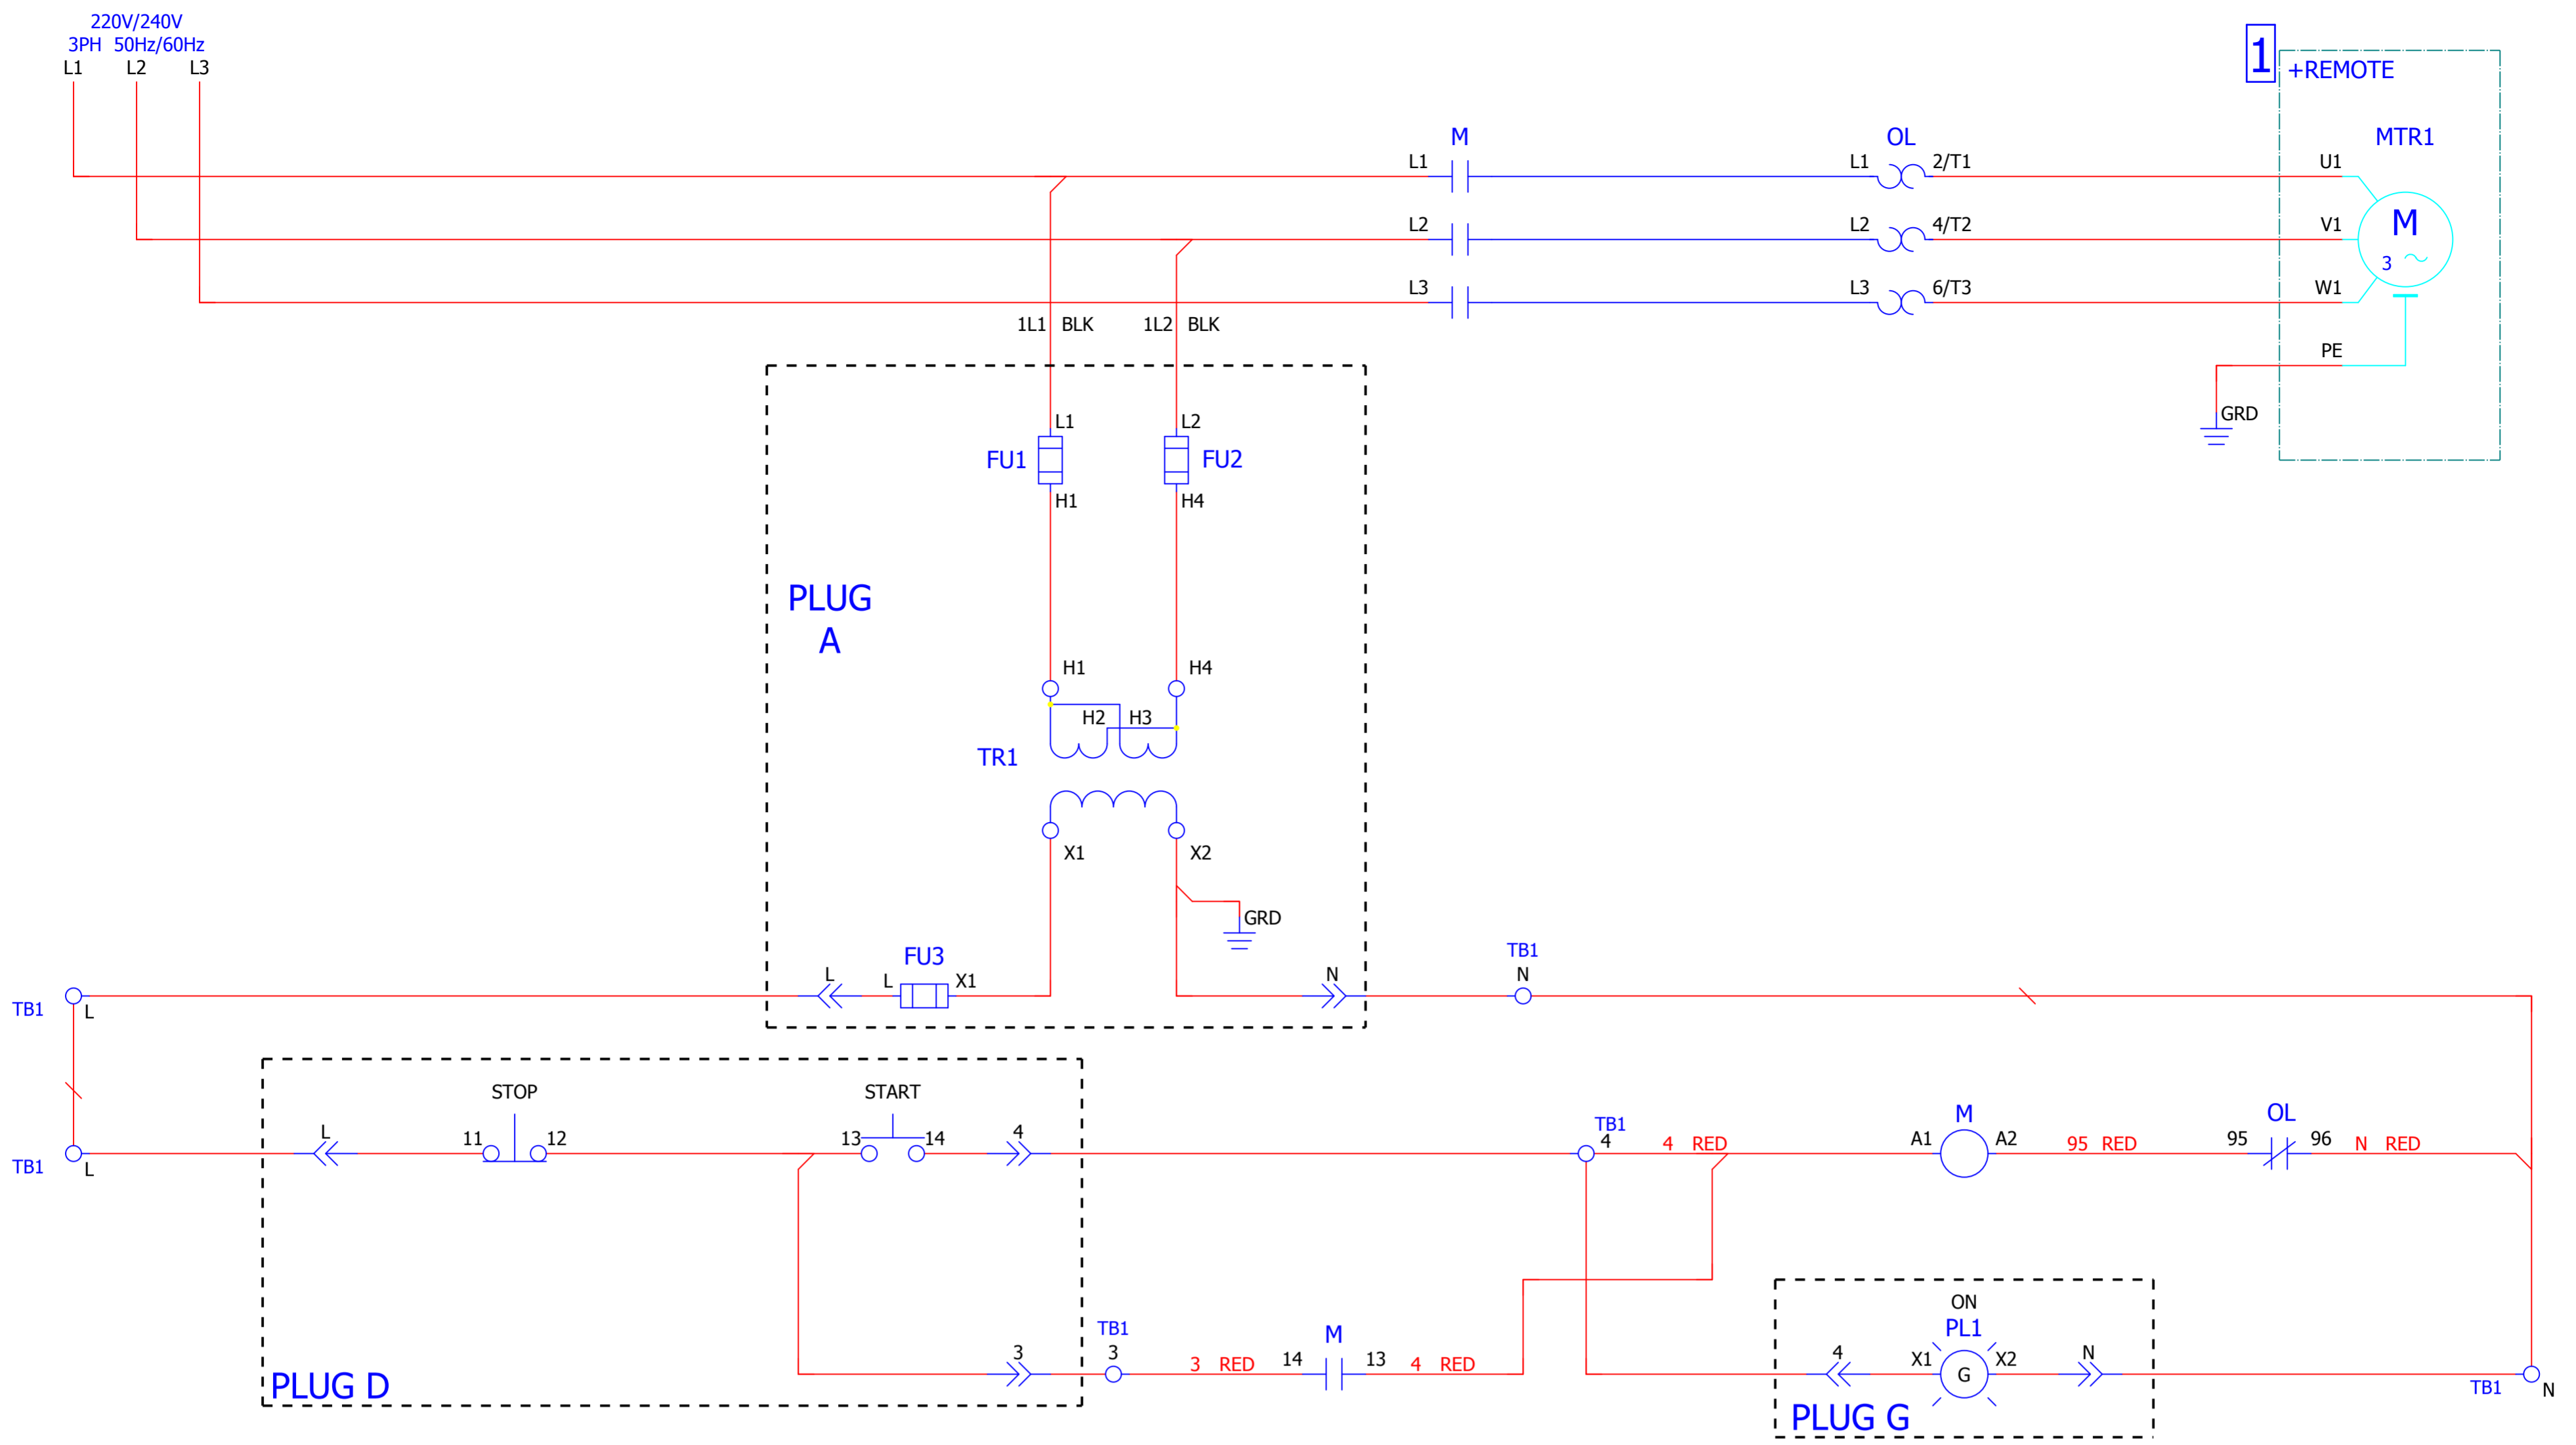 220V/240V
3PH 50Hz/60Hz
L1 L2 L3
1
+REMOTE
M OL MTR1
L1 L1 2/T1 U1
L2 L2 4/T2 V1
M
3
L3 L3 6/T3 W1
1L1 BLK 1L2 BLK
PE
GRD
L1 L2
FU1 FU2
H1 H4
PLUG
A
H1 H4
H2 H3
TR1
X1 X2
GRD
FU3
L L X1 N
TB1
N
TB1
L
STOP START
L 11 12 13 14 4
TB1
L
TB1
4
4 RED
M
A1 A2
95 RED
OL
95 96
N RED
3
TB1
3
3 RED
M
14 13
4 RED
PLUG D
ON
PL1
4 X1 G X2 N
PLUG G
TB1 N